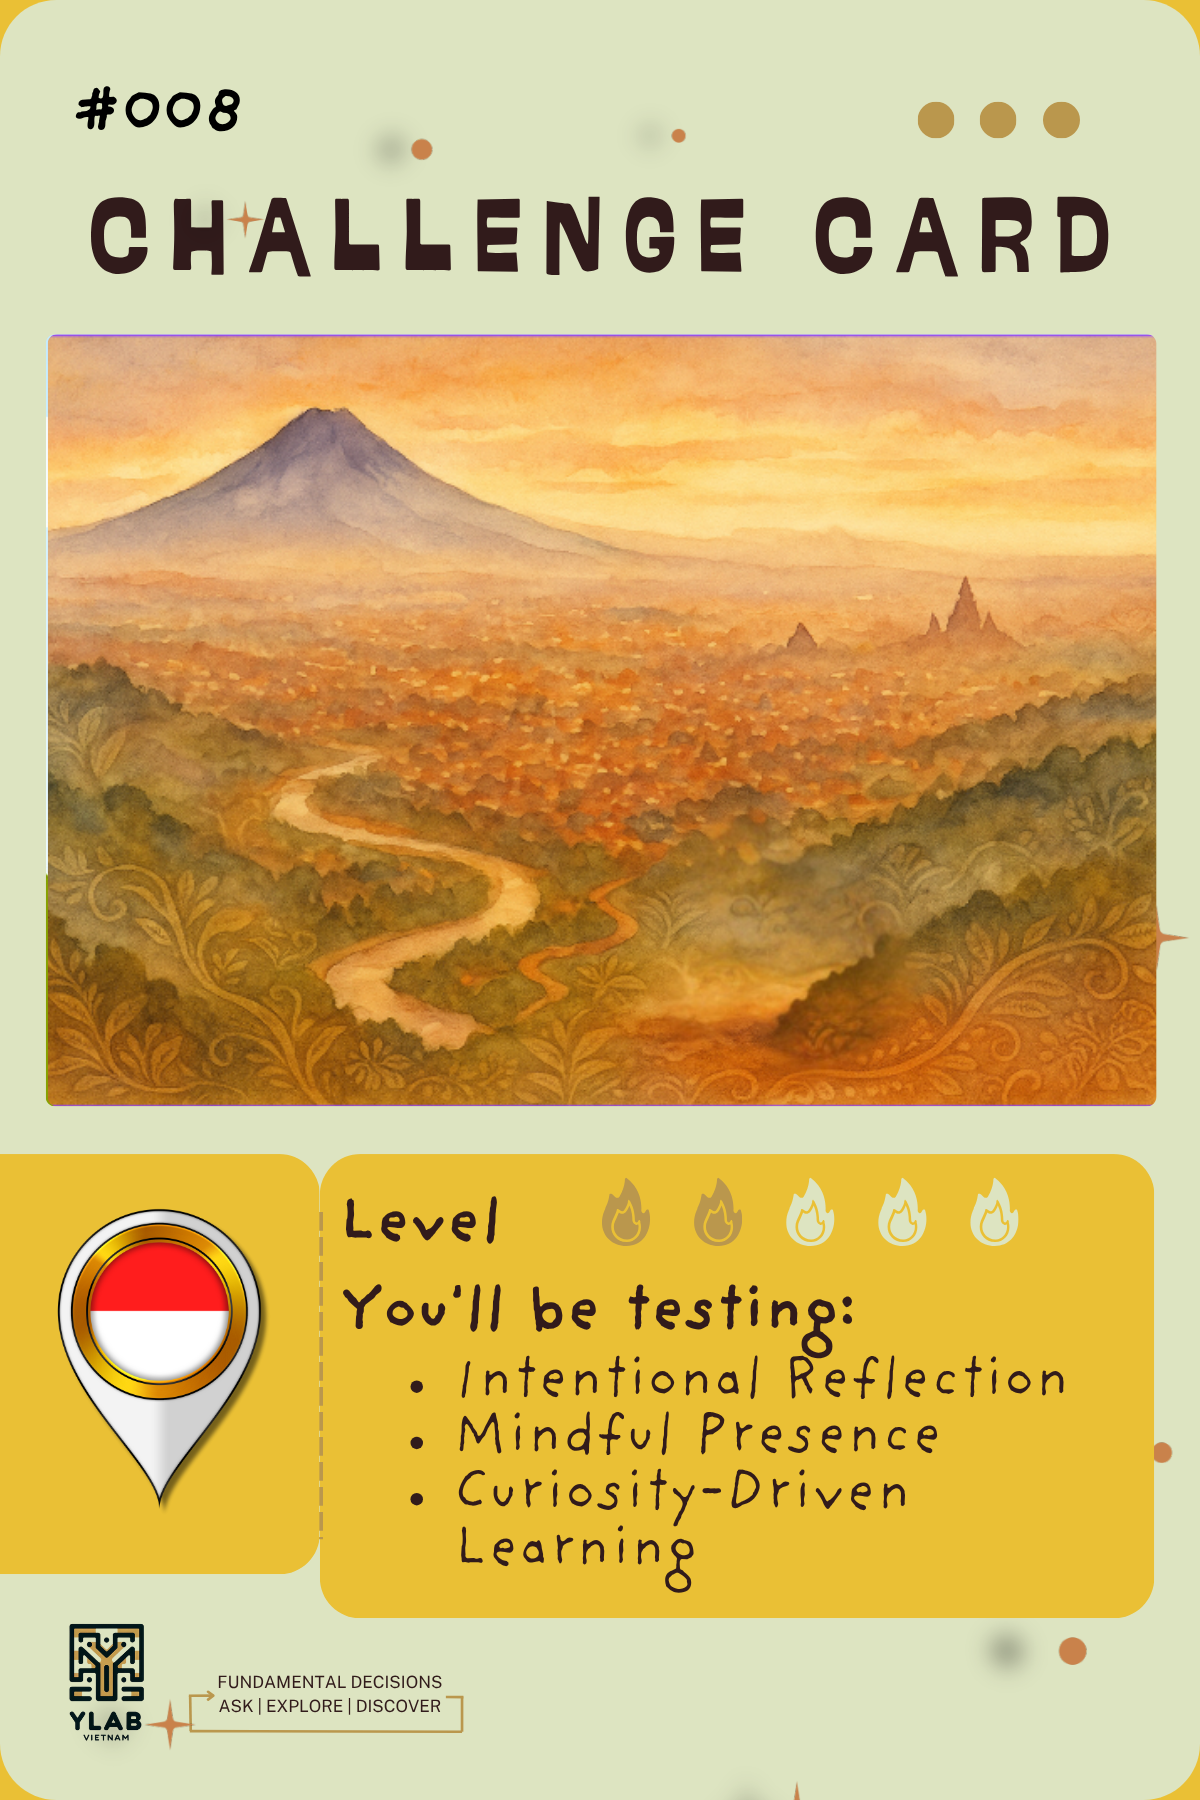 #008
CHALLENGE CARD
Level
You'll be testing:
• Intentional Reflection
• Mindful Presence
• Curiosity-Driven
Learning
YLAB
VIETNAM
FUNDAMENTAL DECISIONS
ASK | EXPLORE | DISCOVER